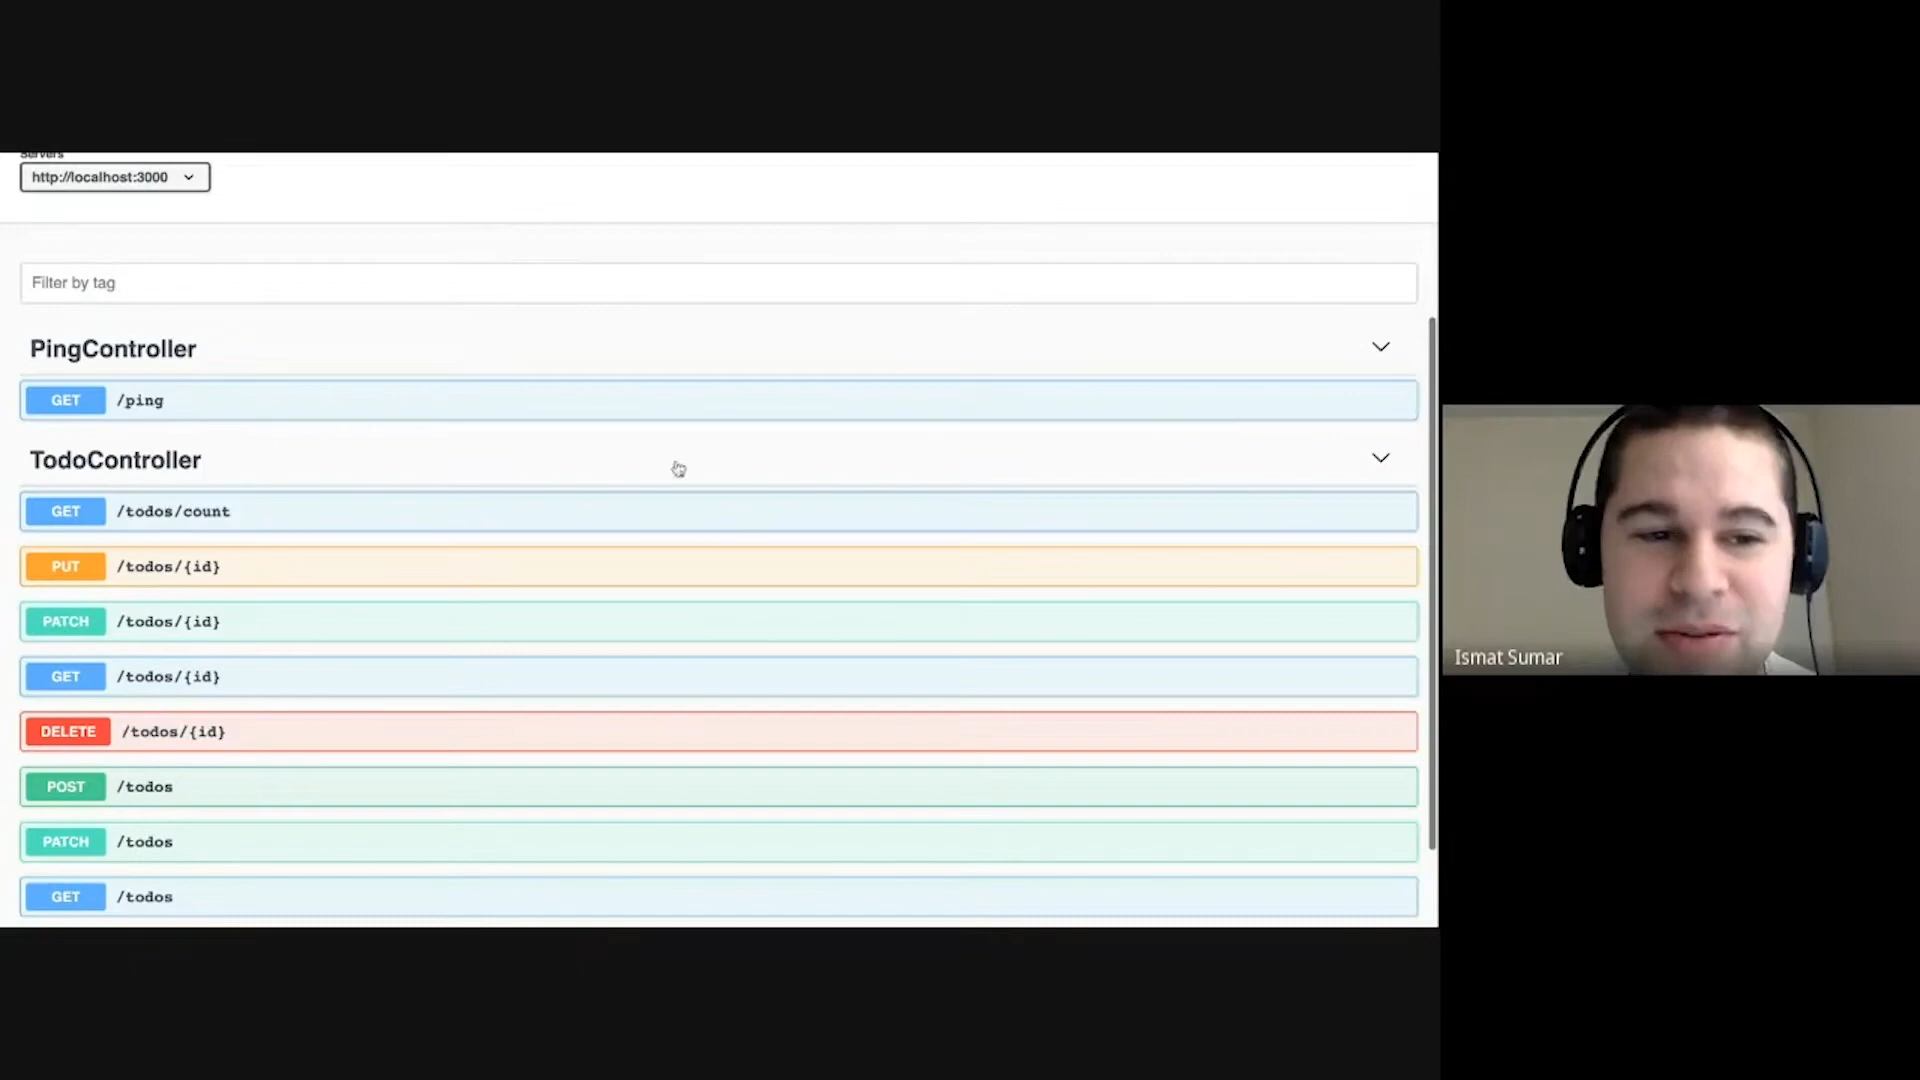 Servers
http://localhost:3000
Filter by tag
PingController
GET /ping
TodoController
GET /todos/count
PUT /todos/{id}
PATCH /todos/{id}
GET /todos/{id}
DELETE /todos/{id}
POST /todos
PATCH /todos
GET /todos
Ismat Sumar